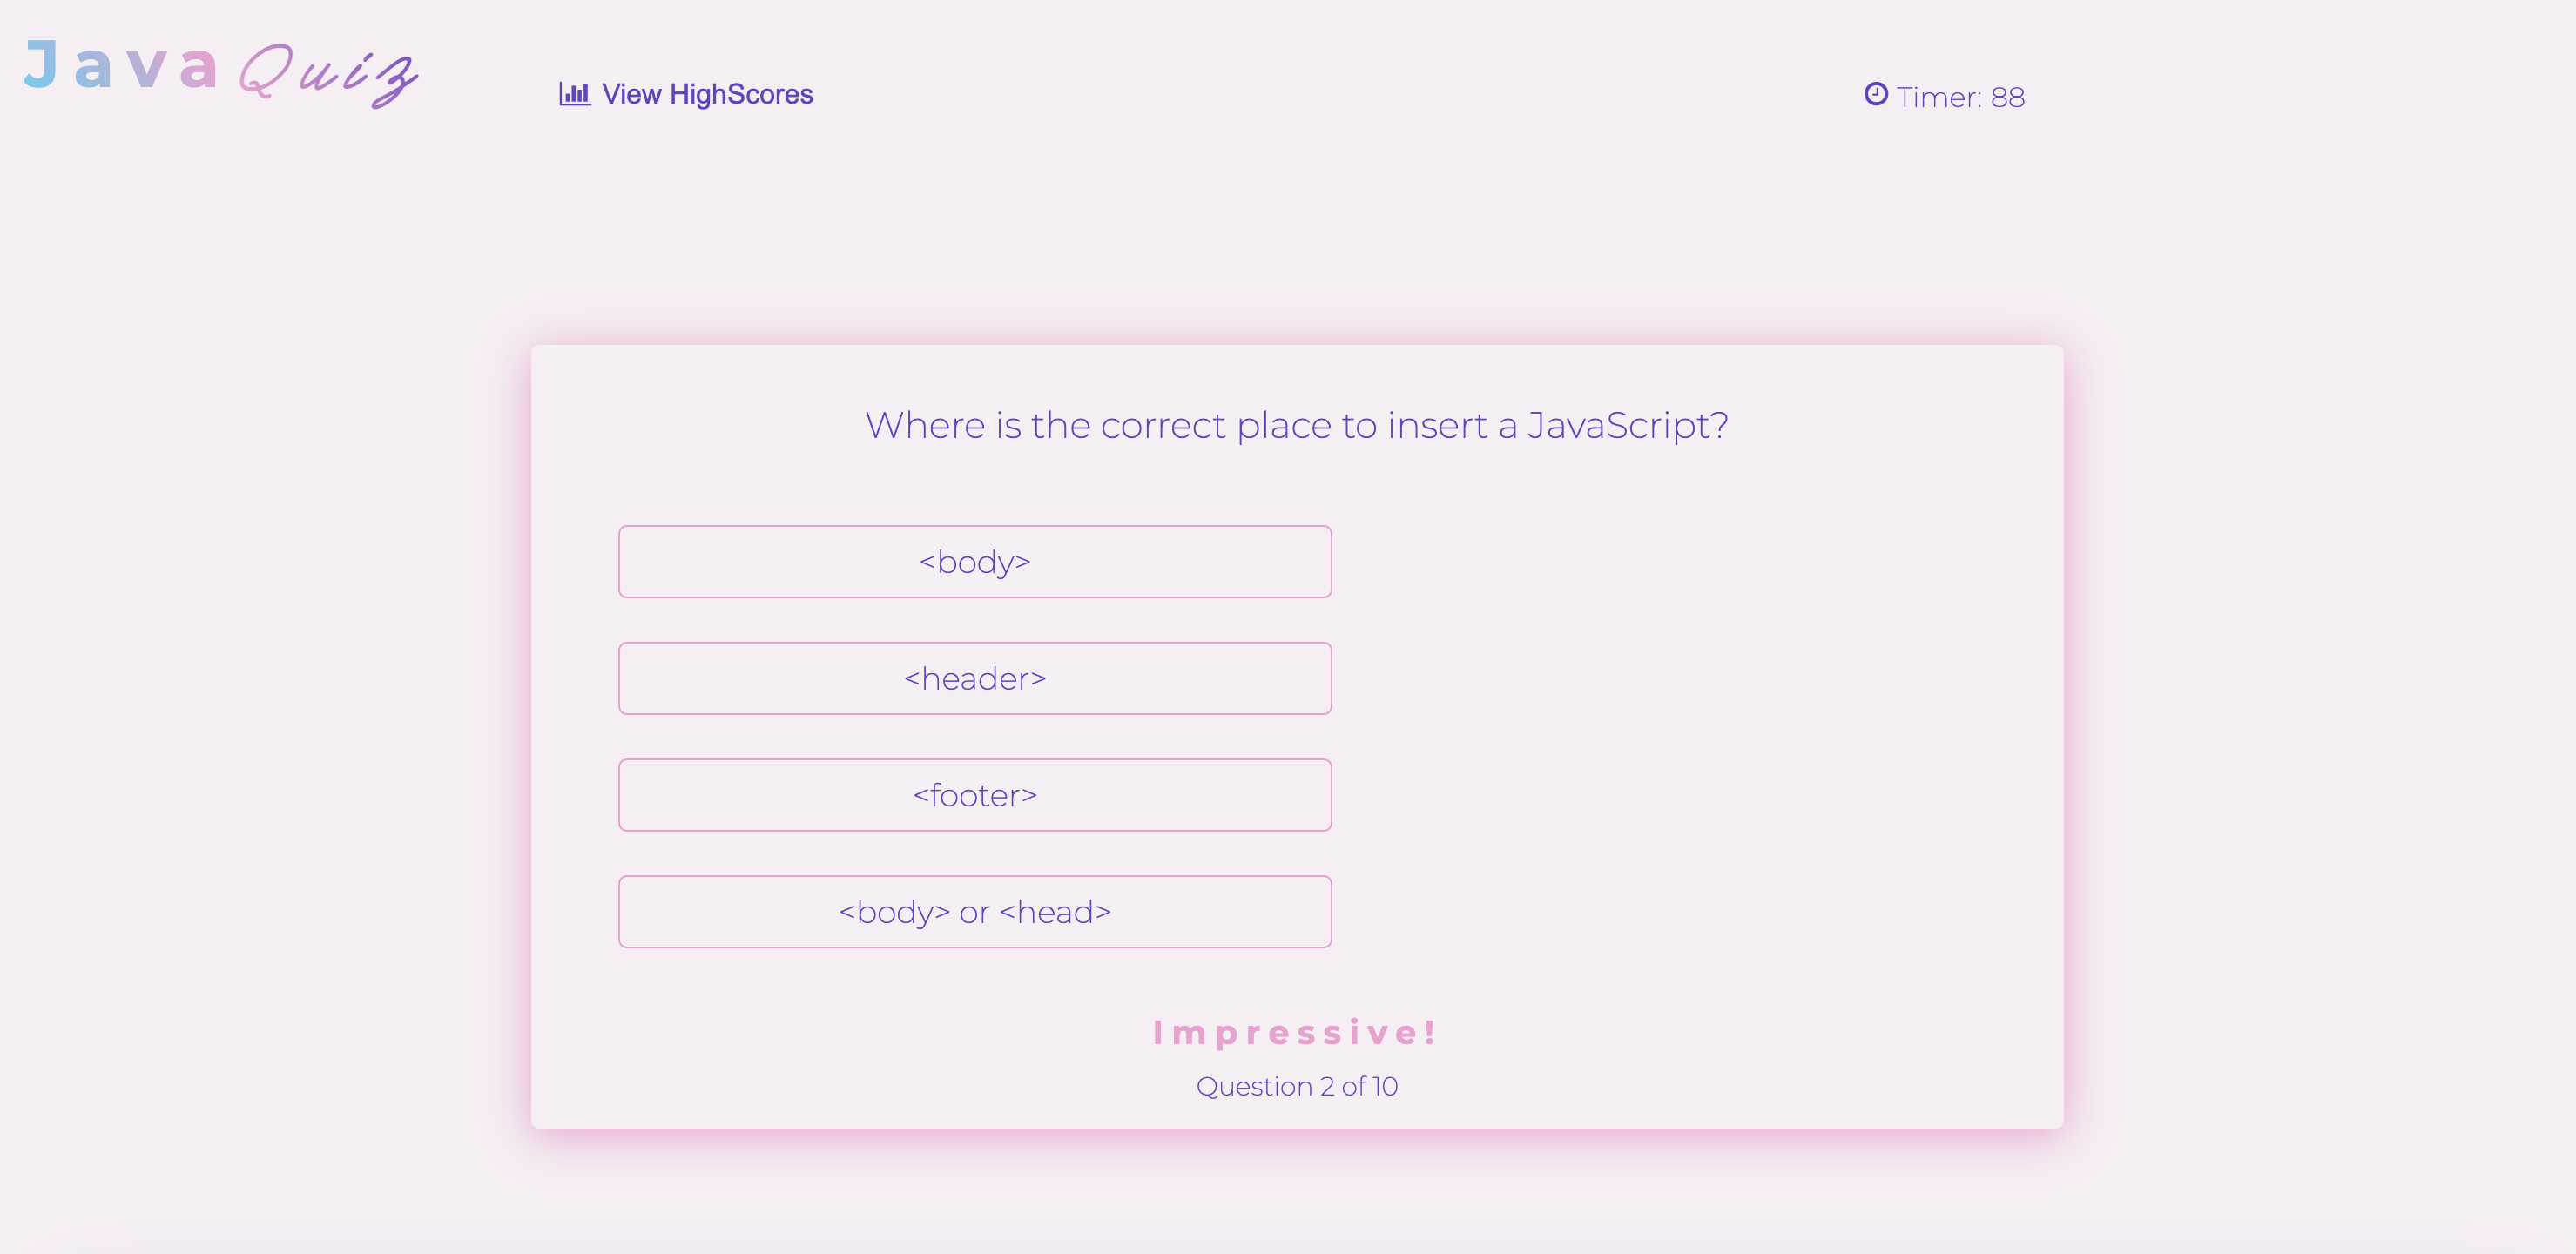 Java Quiz
View HighScores
Timer: 88
Where is the correct place to insert a JavaScript?
<body>
<header>
<footer>
<body> or <head>
Impressive!
Question 2 of 10